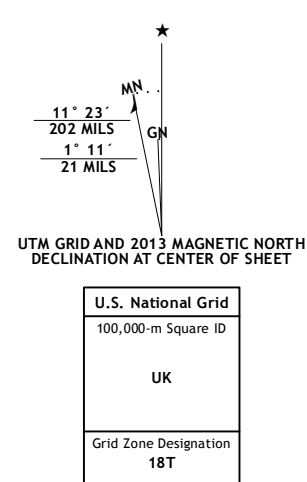 ★
MN
11° 23´
202 MILS
GN
1° 11´
21 MILS
UTM GRID AND 2013 MAGNETIC NORTH
DECLINATION AT CENTER OF SHEET
U.S. National Grid
100,000-m Square ID
UK
Grid Zone Designation
18T